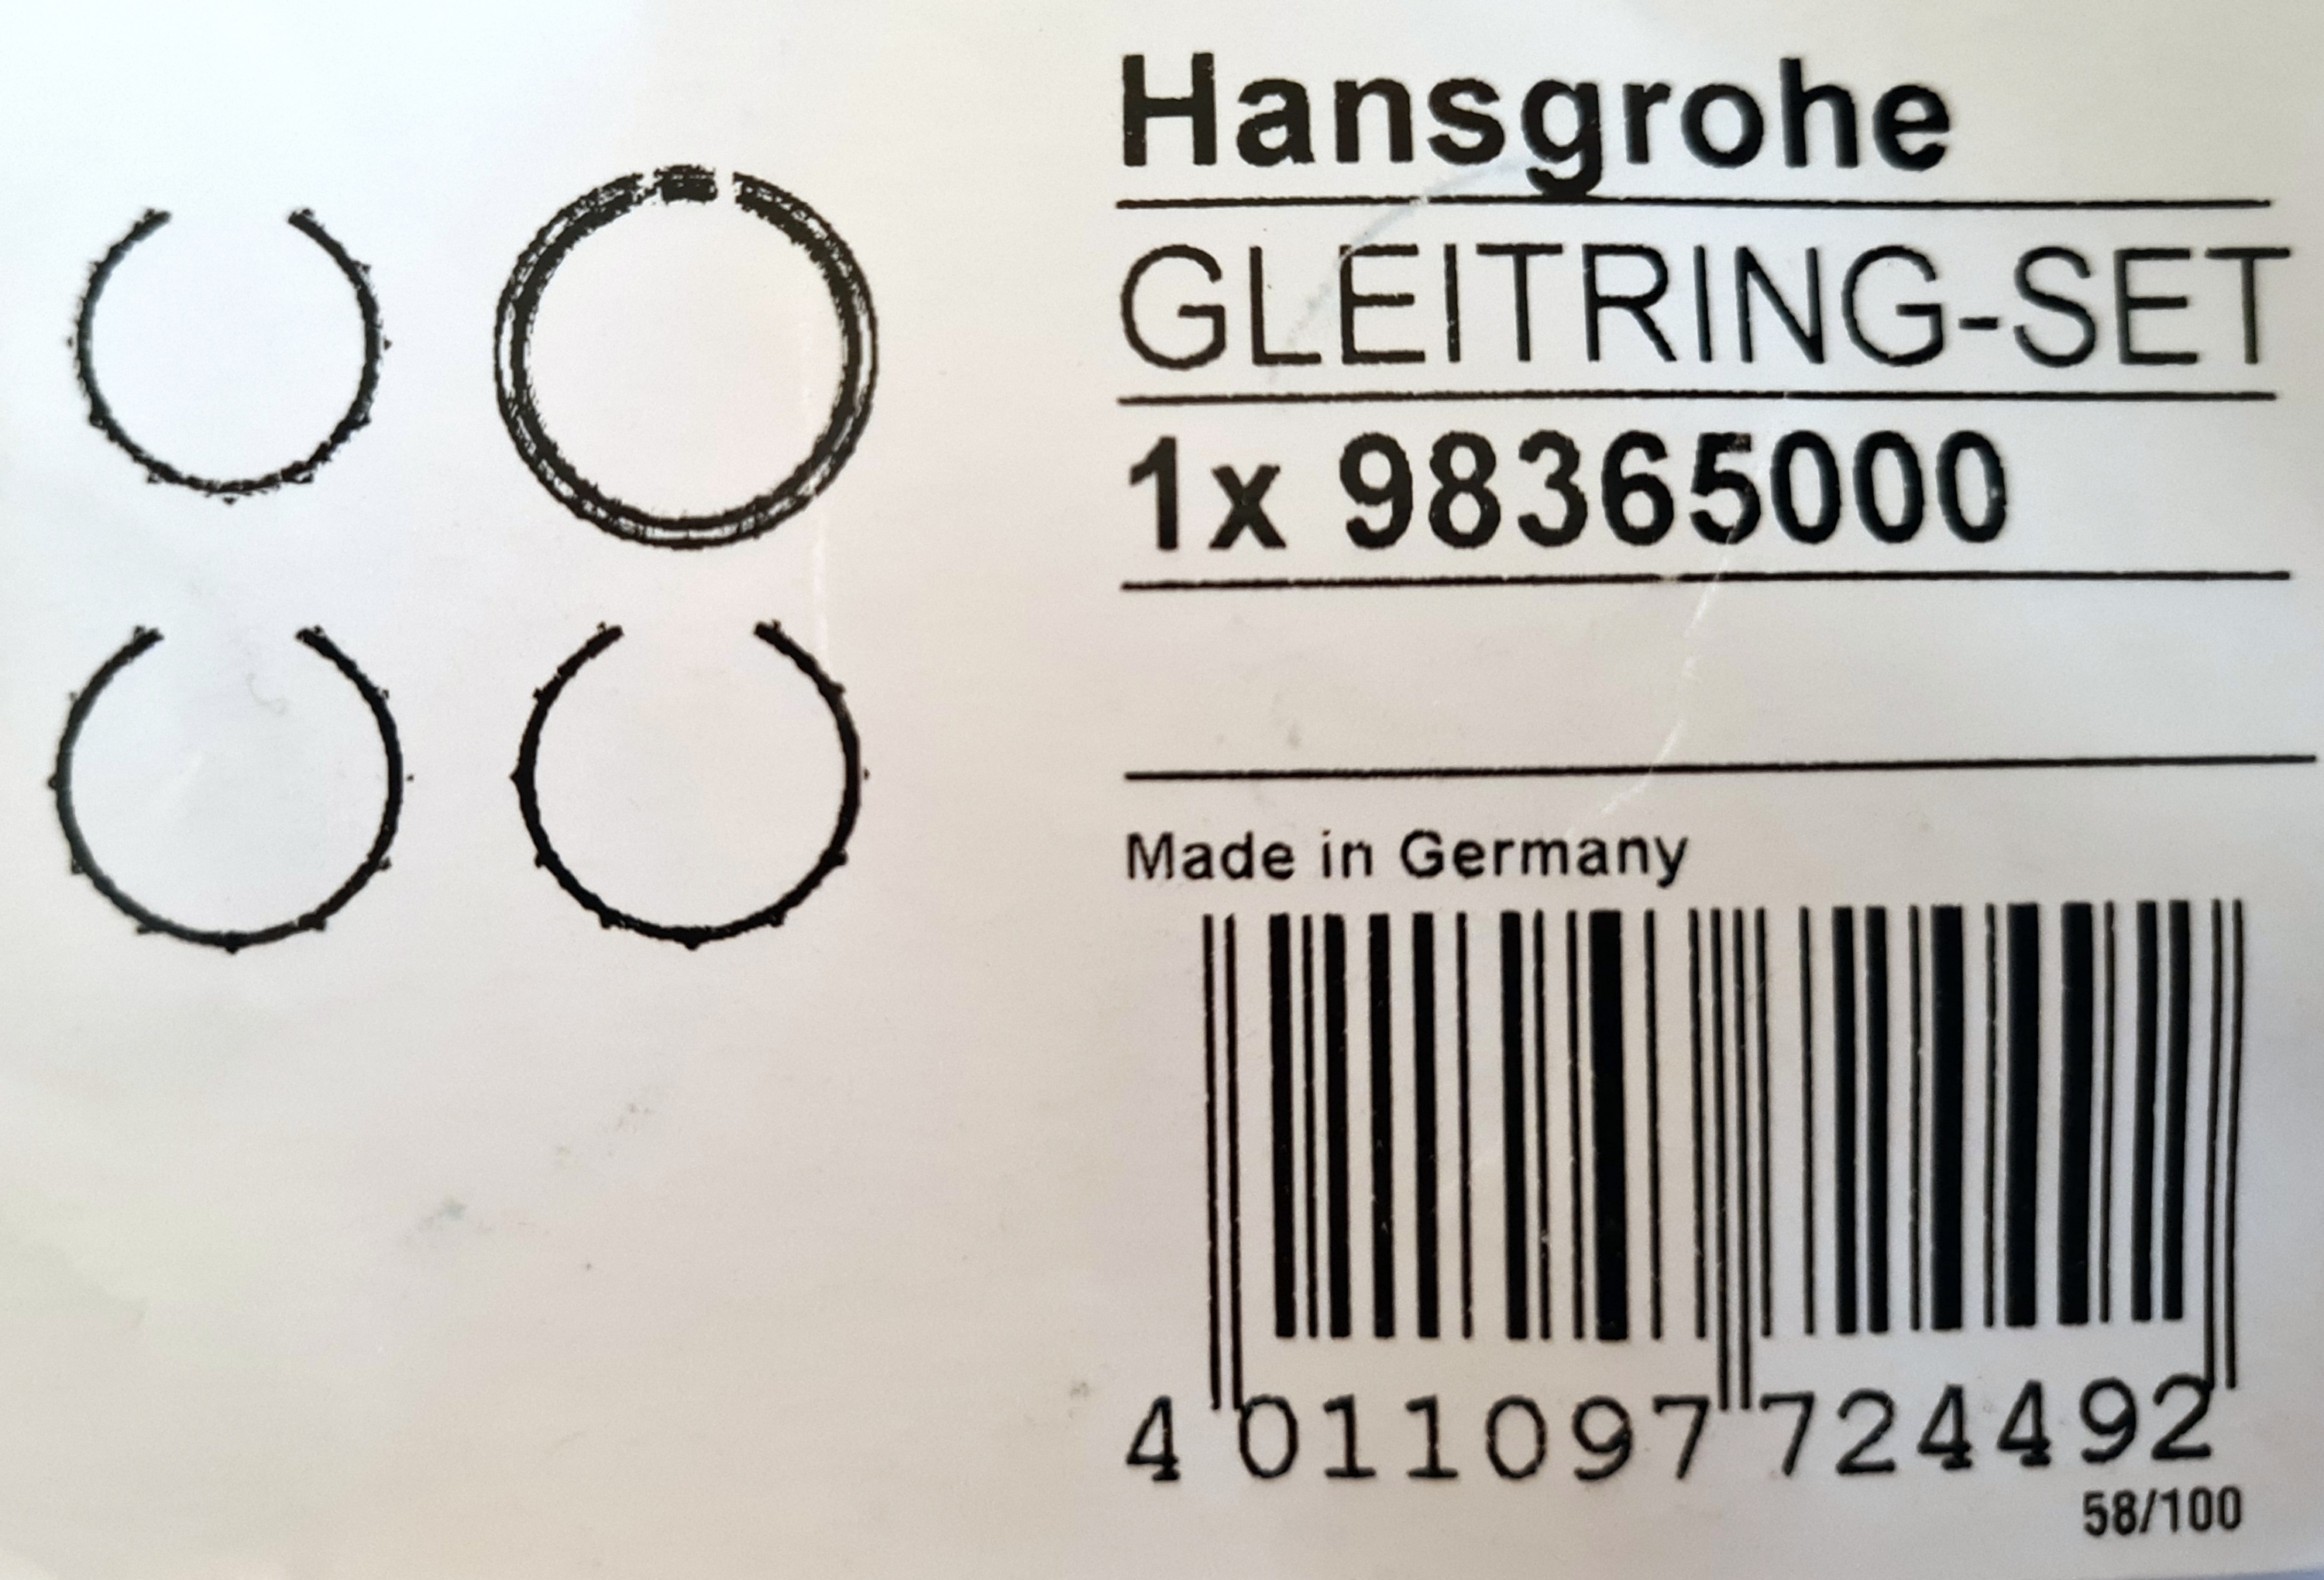 Hansgrohe
GLEITRING-SET
1x 98365000
Made in Germany
4 011097 724492
58/100